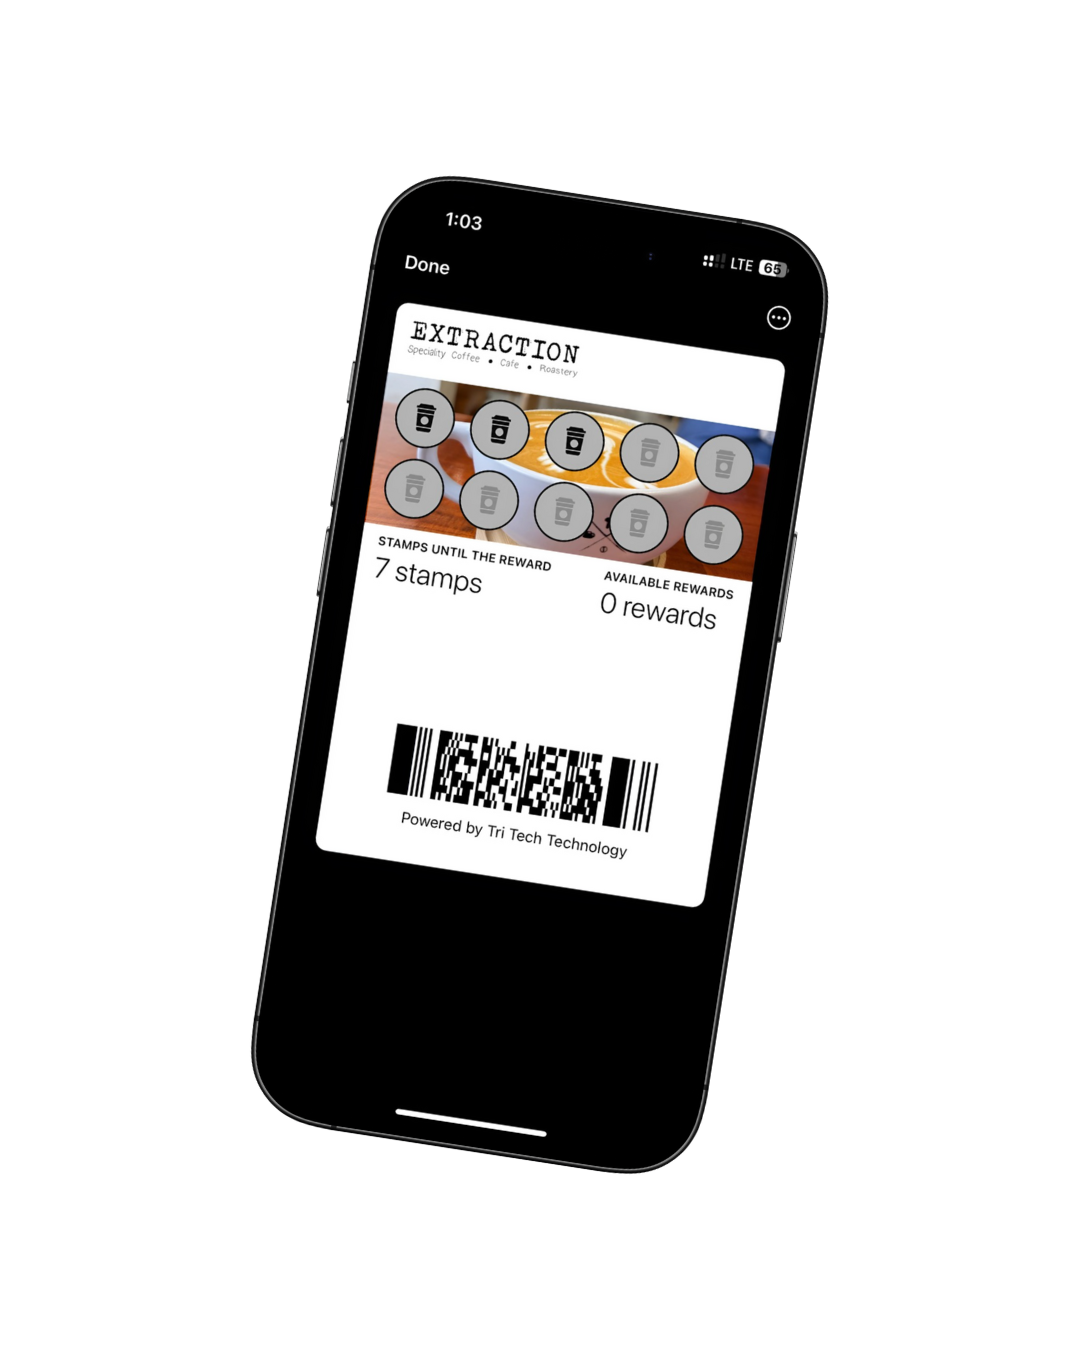 1:03
LTE 65
Done
EXTRACTION
Speciality Coffee • Cafe • Roastery
STAMPS UNTIL THE REWARD
7 stamps
AVAILABLE REWARDS
0 rewards
Powered by Tri Tech Technology